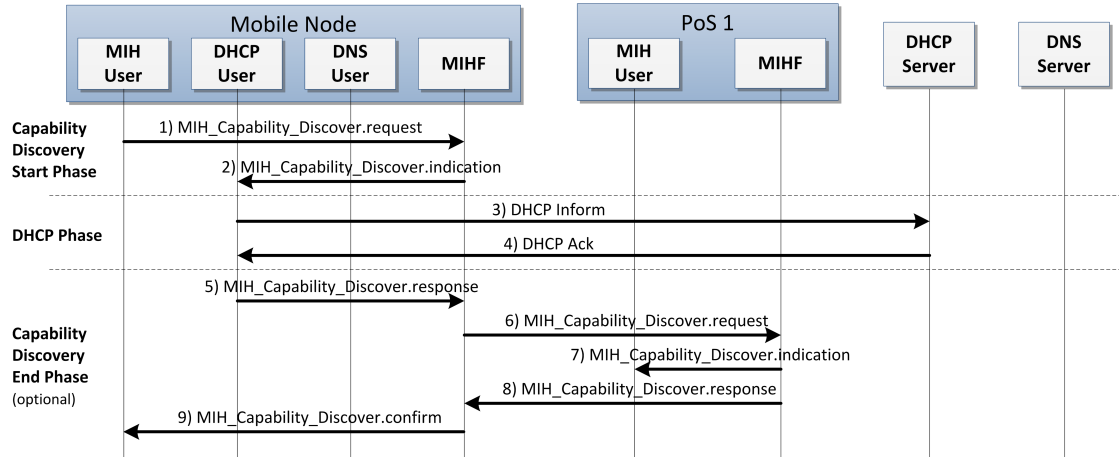 Mobile Node
PoS 1
MIH
User
DHCP
User
DNS
User
MIHF
MIH
User
MIHF
DHCP
Server
DNS
Server
Capability
Discovery
Start Phase
1) MIH_Capability_Discover.request
2) MIH_Capability_Discover.indication
DHCP Phase
3) DHCP Inform
4) DHCP Ack
Capability
Discovery
End Phase
(optional)
5) MIH_Capability_Discover.response
6) MIH_Capability_Discover.request
7) MIH_Capability_Discover.indication
8) MIH_Capability_Discover.response
9) MIH_Capability_Discover.confirm